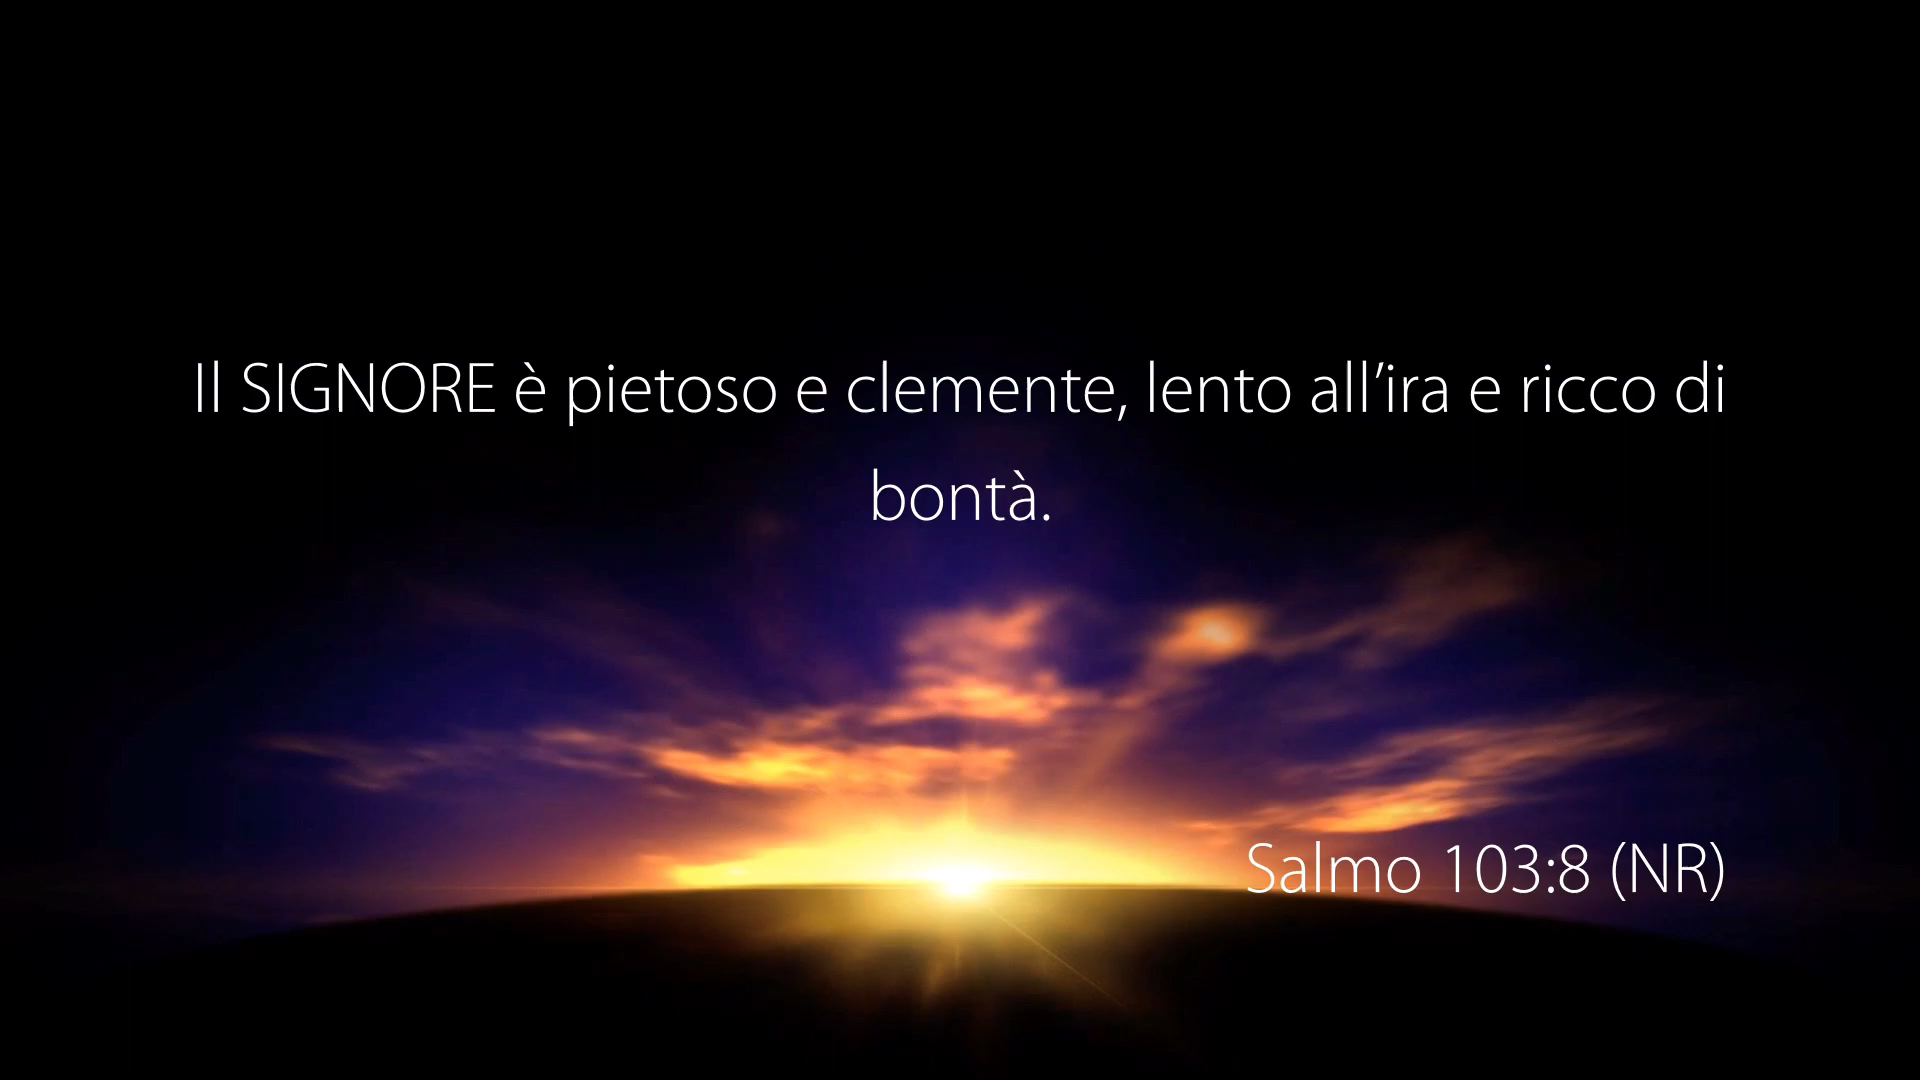 Il SIGNORE è pietoso e clemente, lento all’ira e ricco di
bontà.
Salmo 103:8 (NR)